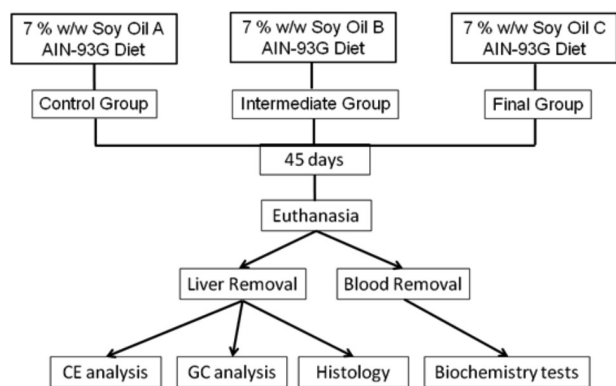 7 % w/w Soy Oil A
AIN-93G Diet
7 % w/w Soy Oil B
AIN-93G Diet
7 % w/w Soy Oil C
AIN-93G Diet
Control Group
Intermediate Group
Final Group
45 days
Euthanasia
Liver Removal
Blood Removal
CE analysis
GC analysis
Histology
Biochemistry tests